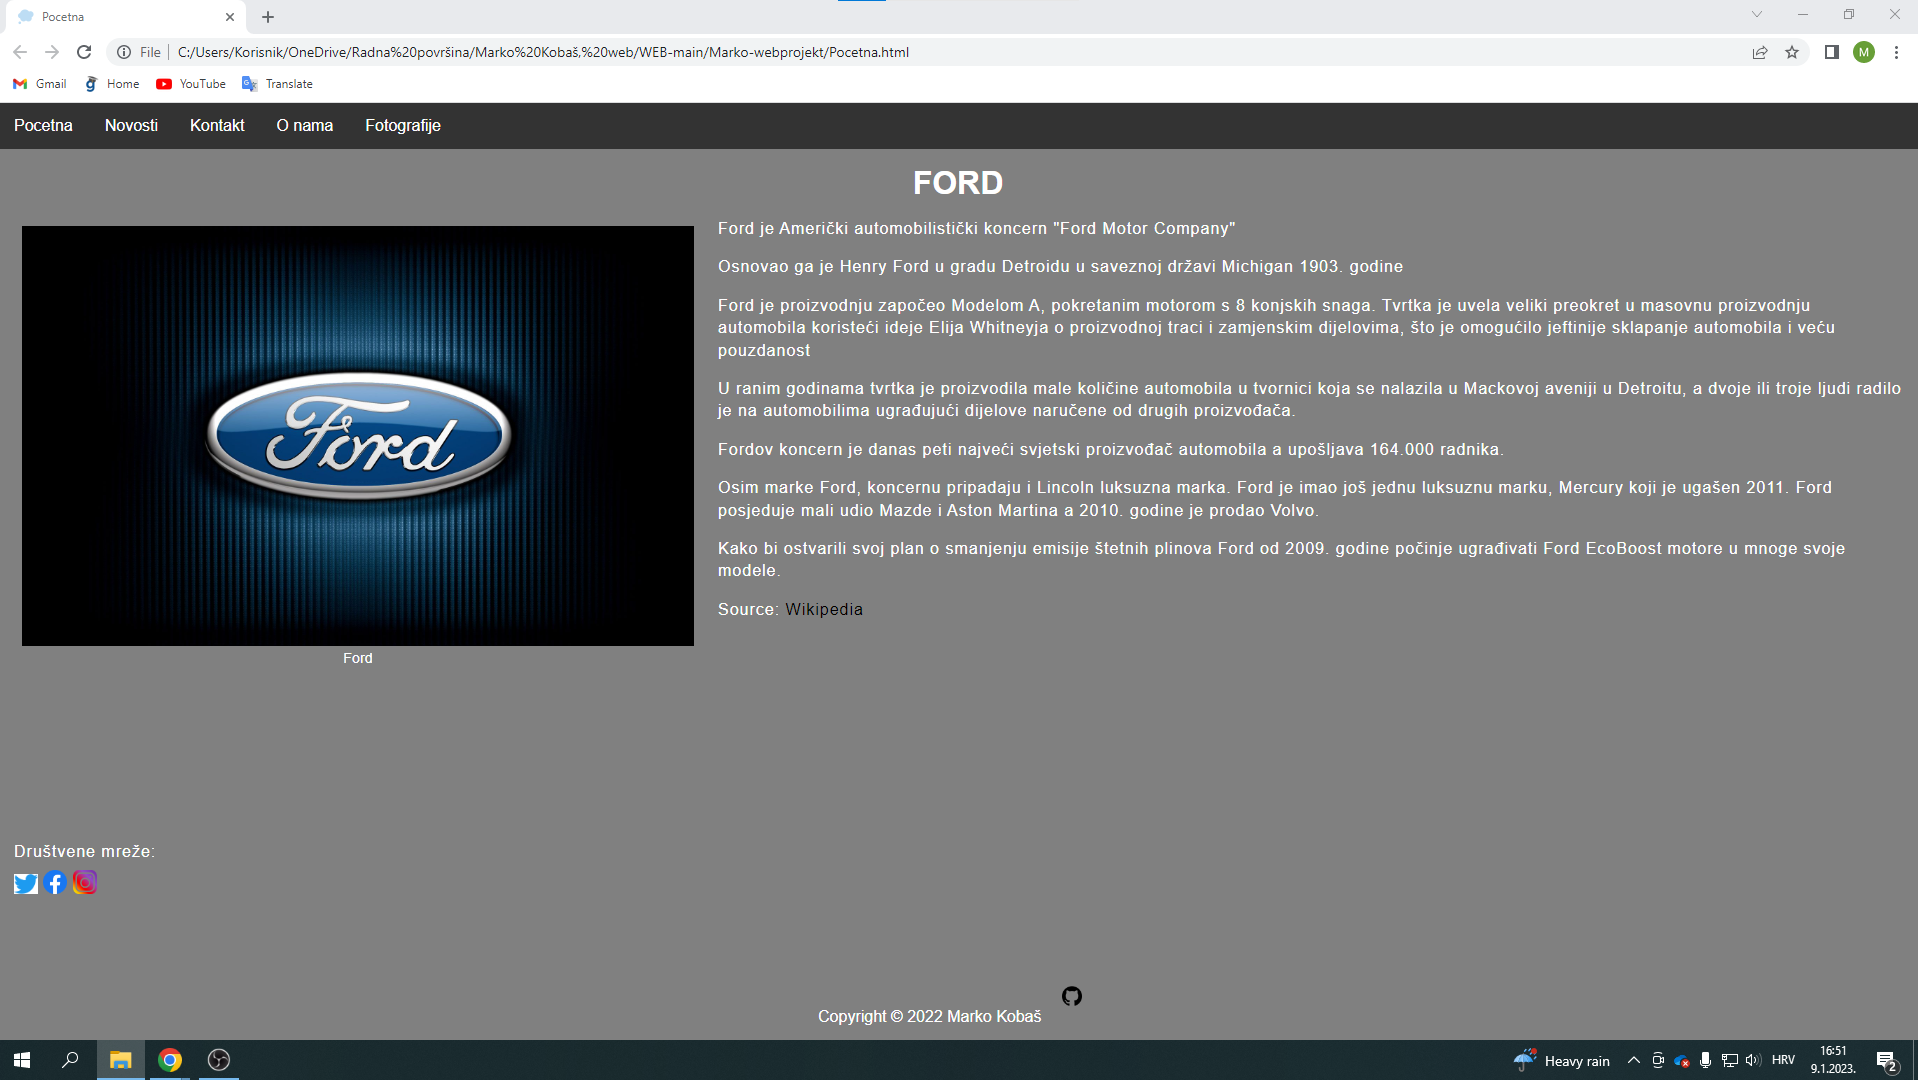 Pocetna
File
C:/Users/Korisnik/OneDrive/Radna%20površina/Marko%20Kobaš,%20web/WEB-main/Marko-webprojekt/Pocetna.html
M
Gmail
Home
YouTube
Translate
Pocetna
Novosti
Kontakt
O nama
Fotografije
FORD
Ford
Ford
Ford je Američki automobilistički koncern "Ford Motor Company"
Osnovao ga je Henry Ford u gradu Detroidu u saveznoj državi Michigan 1903. godine
Ford je proizvodnju započeo Modelom A, pokretanim motorom s 8 konjskih snaga. Tvrtka je uvela veliki preokret u masovnu proizvodnju
automobila koristeći ideje Elija Whitneyja o proizvodnoj traci i zamjenskim dijelovima, što je omogućilo jeftinije sklapanje automobila i veću
pouzdanost
U ranim godinama tvrtka je proizvodila male količine automobila u tvornici koja se nalazila u Mackovoj aveniji u Detroitu, a dvoje ili troje ljudi radilo
je na automobilima ugrađujući dijelove naručene od drugih proizvođača.
Fordov koncern je danas peti najveći svjetski proizvođač automobila a upošljava 164.000 radnika.
Osim marke Ford, koncernu pripadaju i Lincoln luksuzna marka. Ford je imao još jednu luksuznu marku, Mercury koji je ugašen 2011. Ford
posjeduje mali udio Mazde i Aston Martina a 2010. godine je prodao Volvo.
Kako bi ostvarili svoj plan o smanjenju emisije štetnih plinova Ford od 2009. godine počinje ugrađivati Ford EcoBoost motore u mnoge svoje
modele.
Source: Wikipedia
Društvene mreže:
Copyright © 2022 Marko Kobaš
Heavy rain
HRV
16:51
9.1.2023.
2